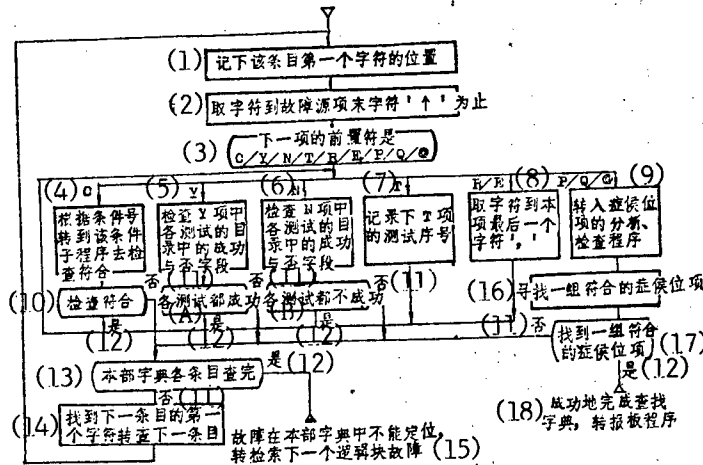 (1) 记下该条目第一个字符的位置
(2) 取字符到故障源项末字符'↑'为止
(3) 下一项的前置符是
C/Y/N/T/R/E/P/Q/@
(4) C
根据条件号
转到该条件
子程序去检
查符合
(5) Y
检查Y项中
各测试的目
录中的成功
与否字段
(6) N
检查N项中
各测试的目
录中的成功
与否字段
(7) T
记录下T项
的测试序号
R/E (8)
取字符到本
项最后一个
字符','
P/Q/@ (9)
转入症候位
项的分析、
检查程序
(10) 检查符合
否(11)
各测试都成功
(A)
否(11)
各测试都不成功
(B)
(11)
(16) 寻找一组符合的症候位项
是
(12)
是
(12)
是
(12)
(11) 否
找到一组符合
的症候位项 (17)
是(12)
(13) 本部字典各条目查完
是(12)
否(11)
(14) 找到下一条目的第一
个字符转查下一条目
故障在本部字典中不能定位,
转检索下一个逻辑块故障 (15)
(18) 成功地完成查找
字典, 转报板程序